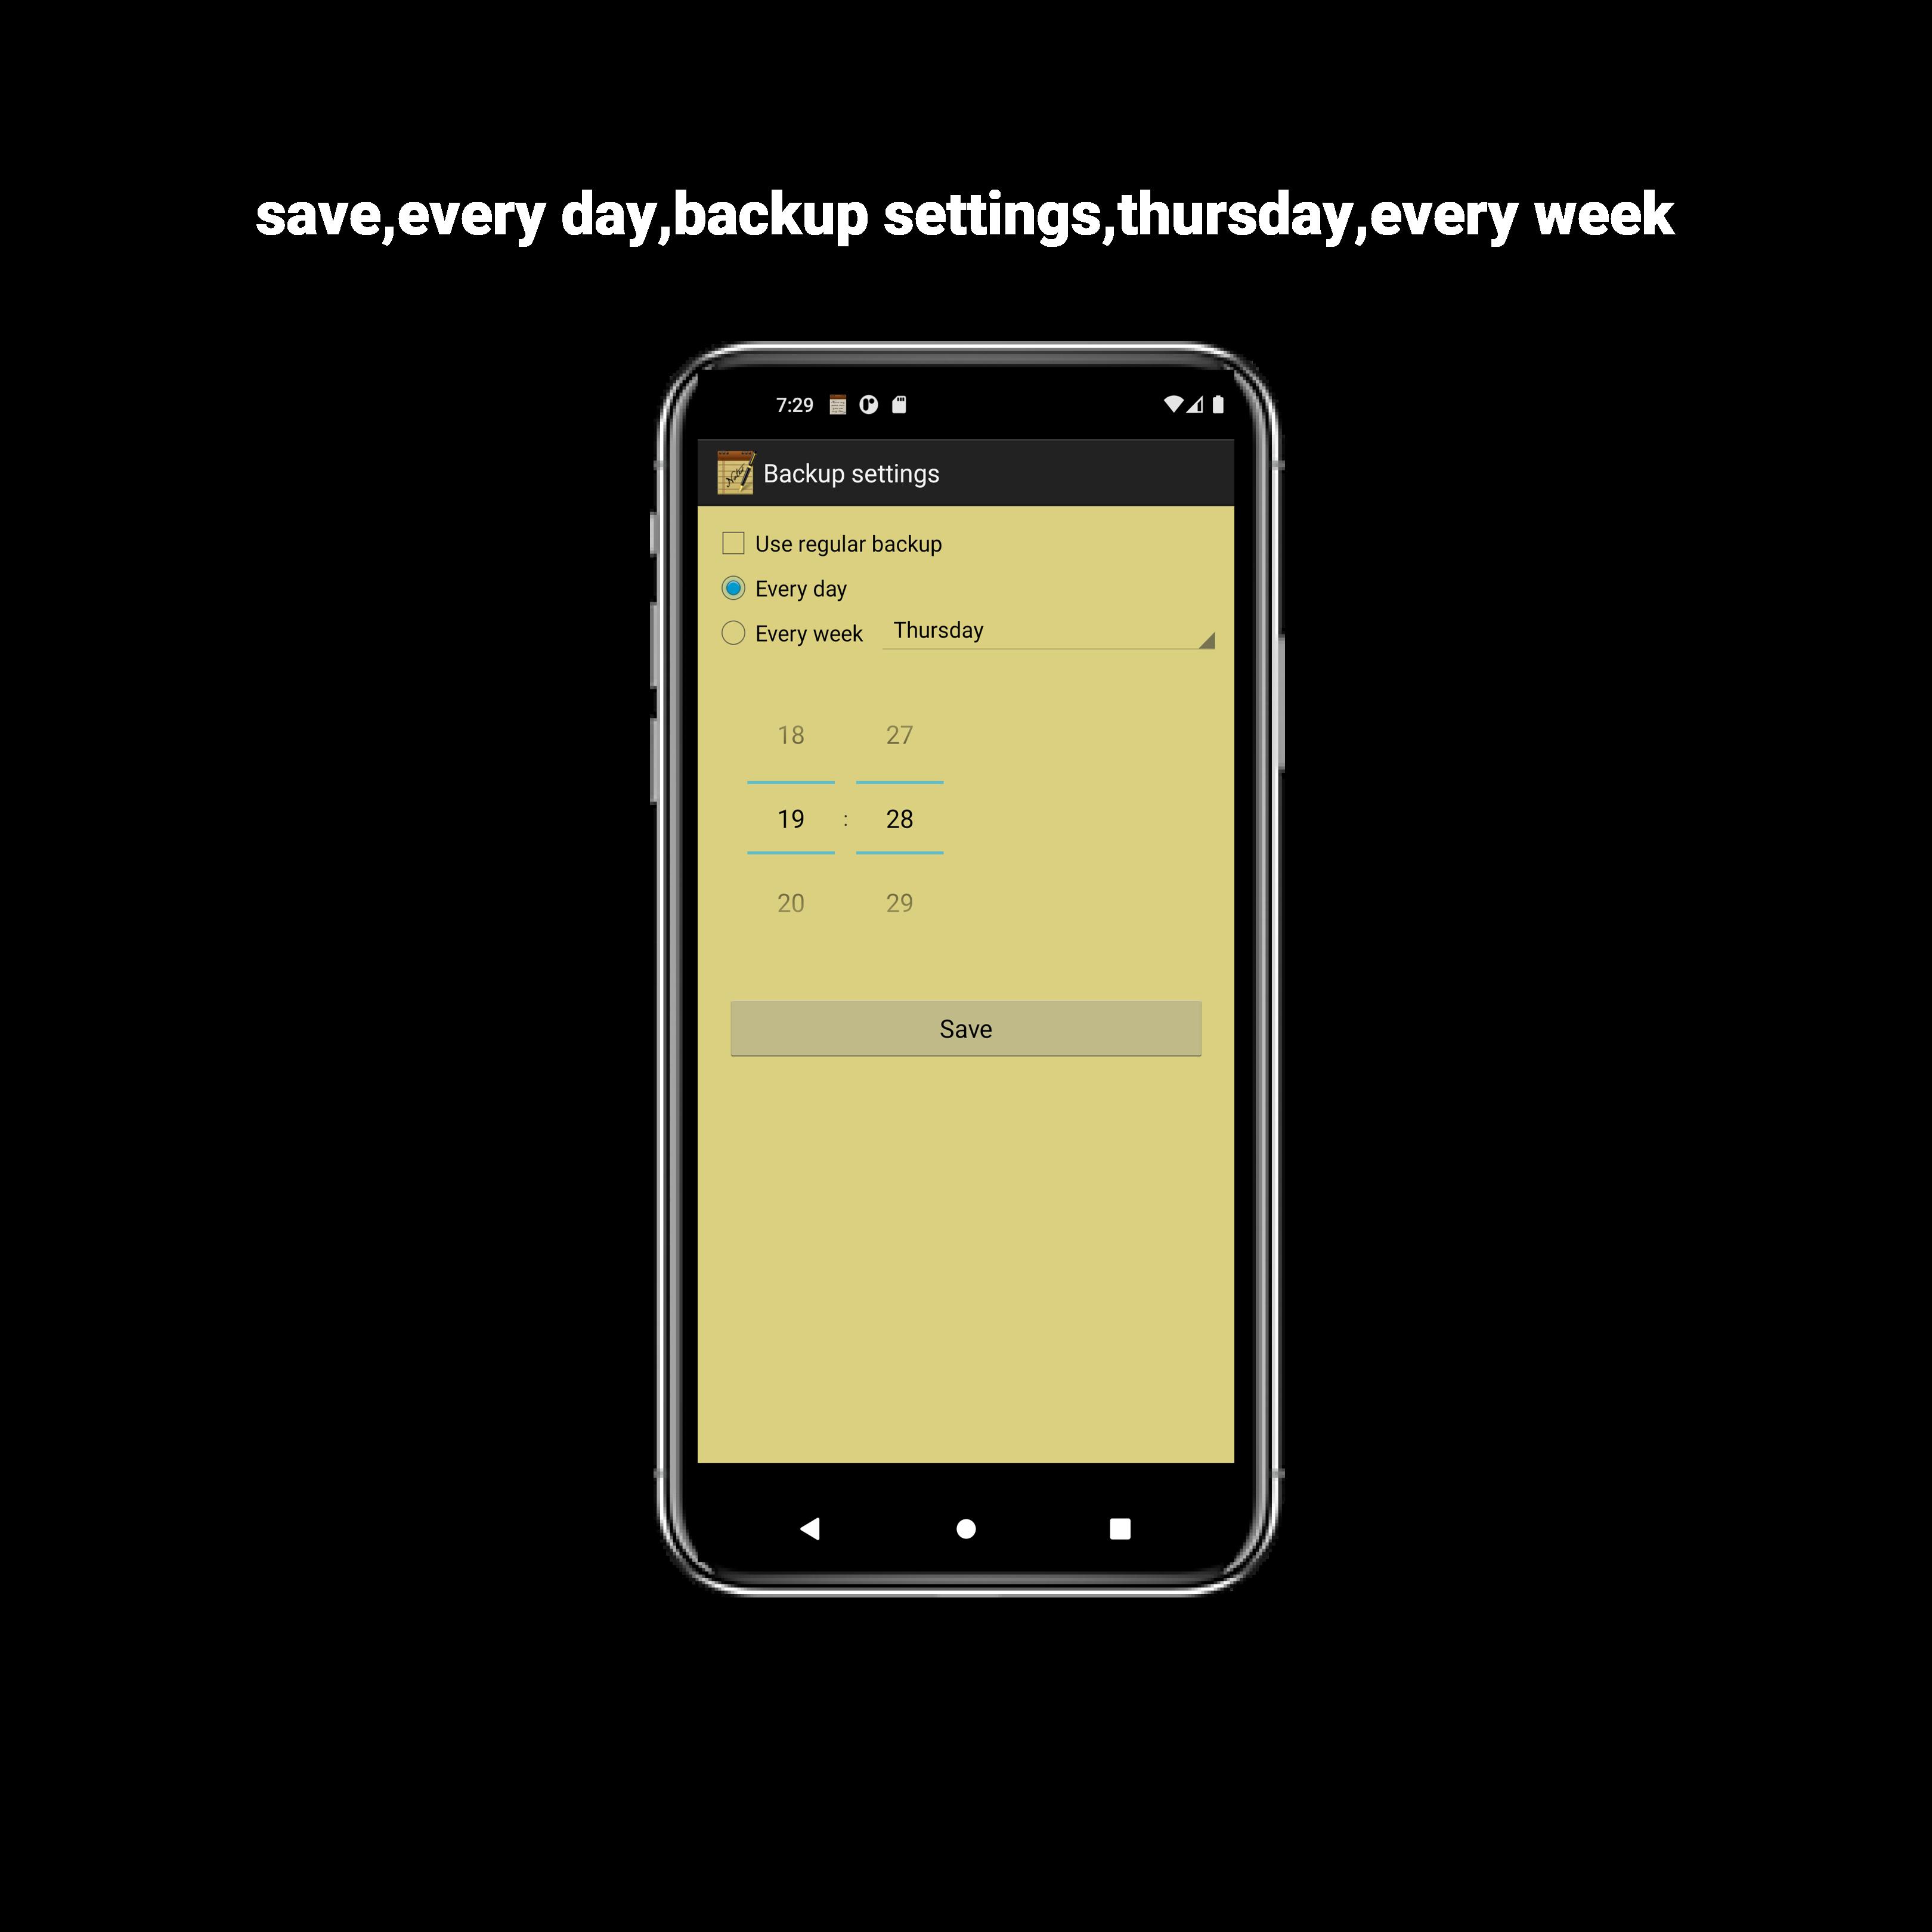 save,every day,backup settings,thursday,every week
7:29
Notes
Backup settings
Use regular backup
Every day
Every week Thursday
18 27
19 : 28
20 29
Save